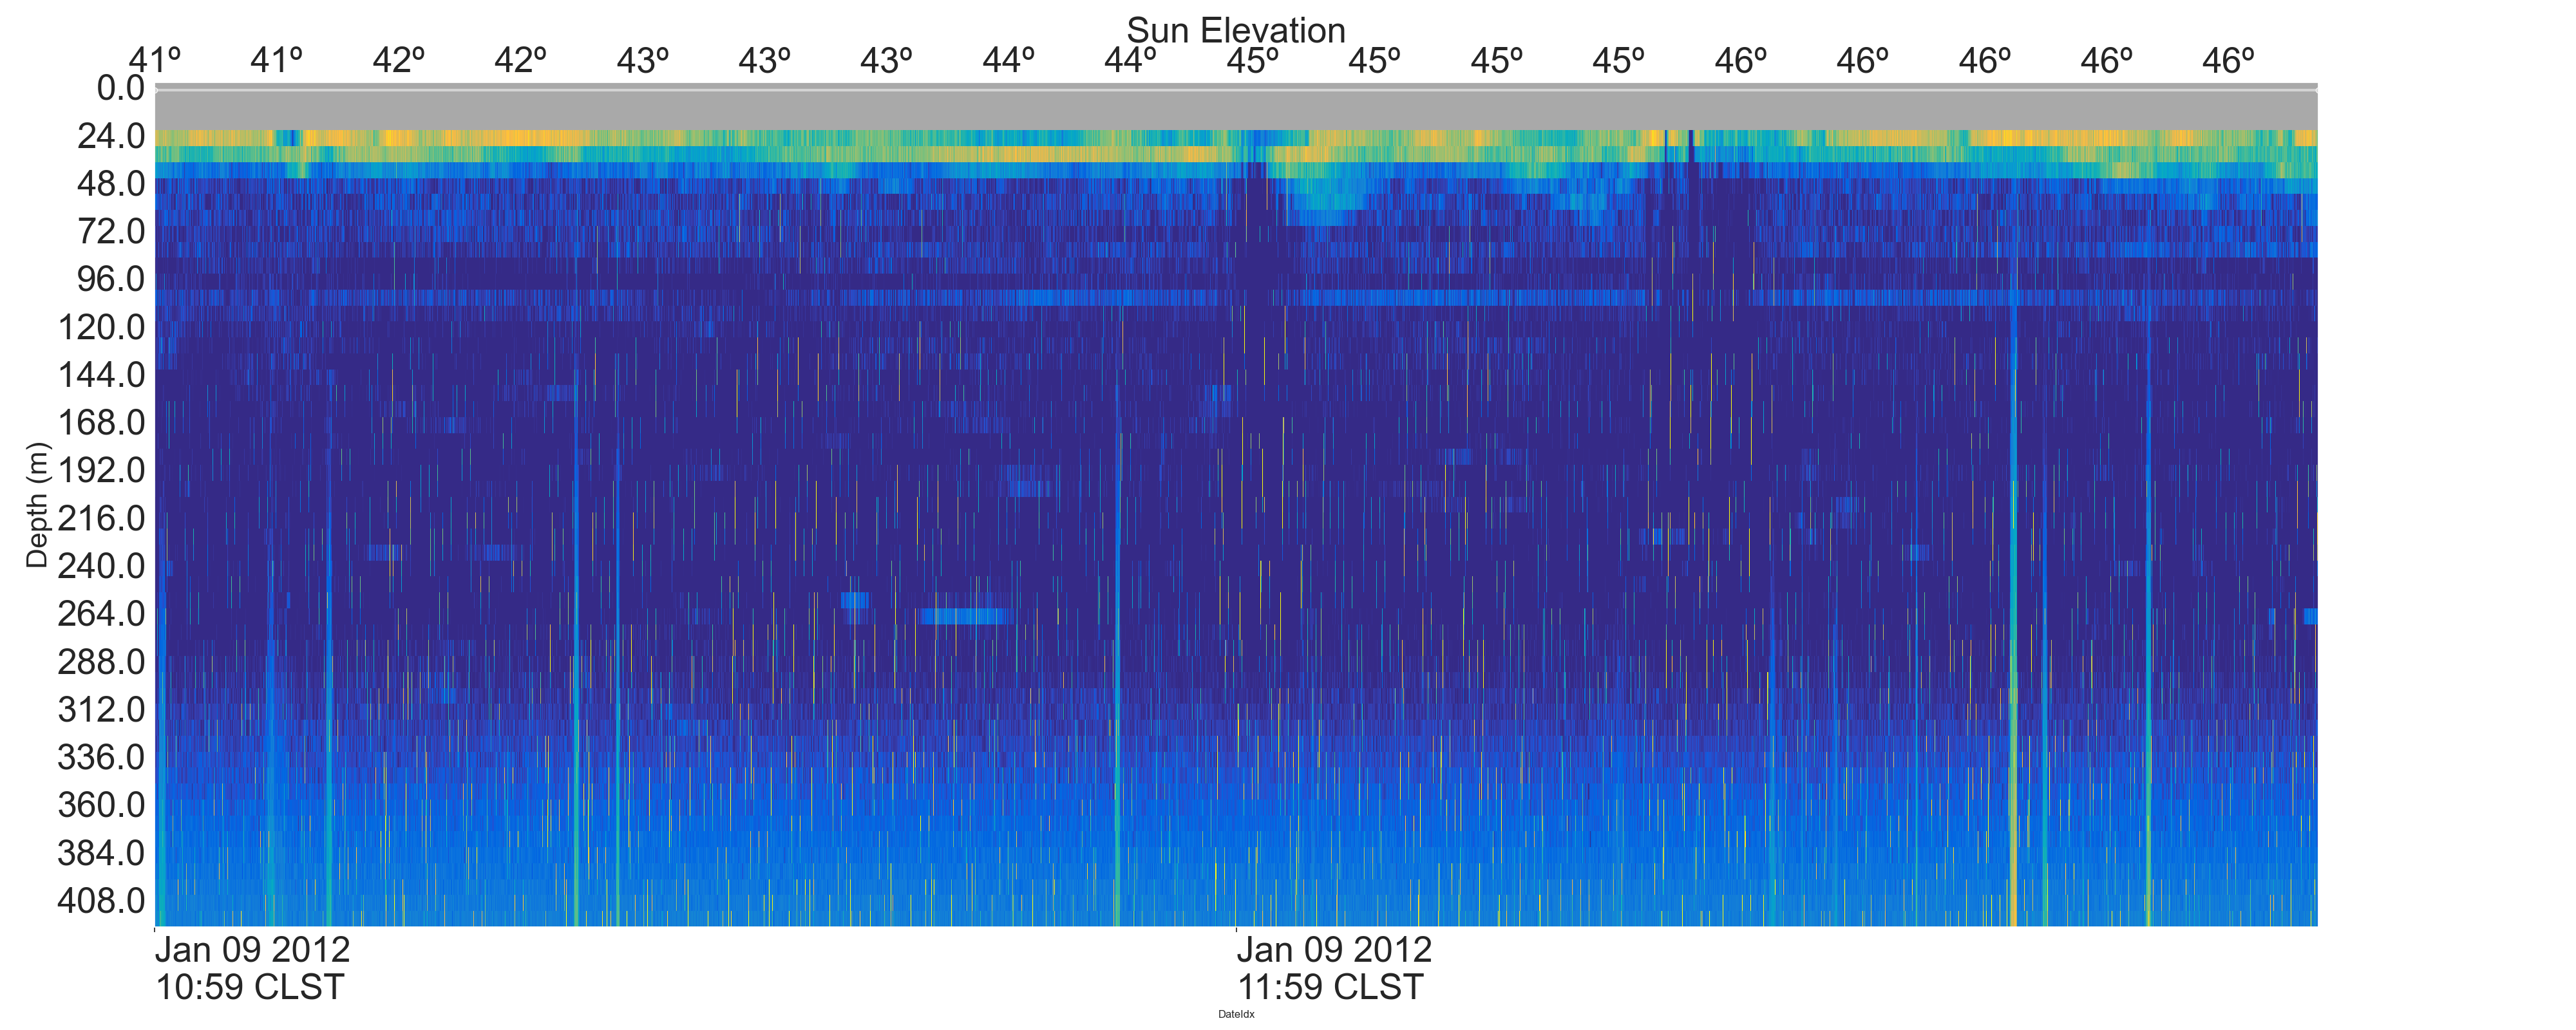 Sun Elevation
41º 41º 42º 42º 43º 43º 43º 44º 44º 45º 45º 45º 45º 46º 46º 46º 46º 46º
0.0
24.0
48.0
72.0
96.0
120.0
144.0
168.0
192.0
216.0
240.0
264.0
288.0
312.0
336.0
360.0
384.0
408.0
Depth (m)
Jan 09 2012
10:59 CLST
Jan 09 2012
11:59 CLST
DateIdx